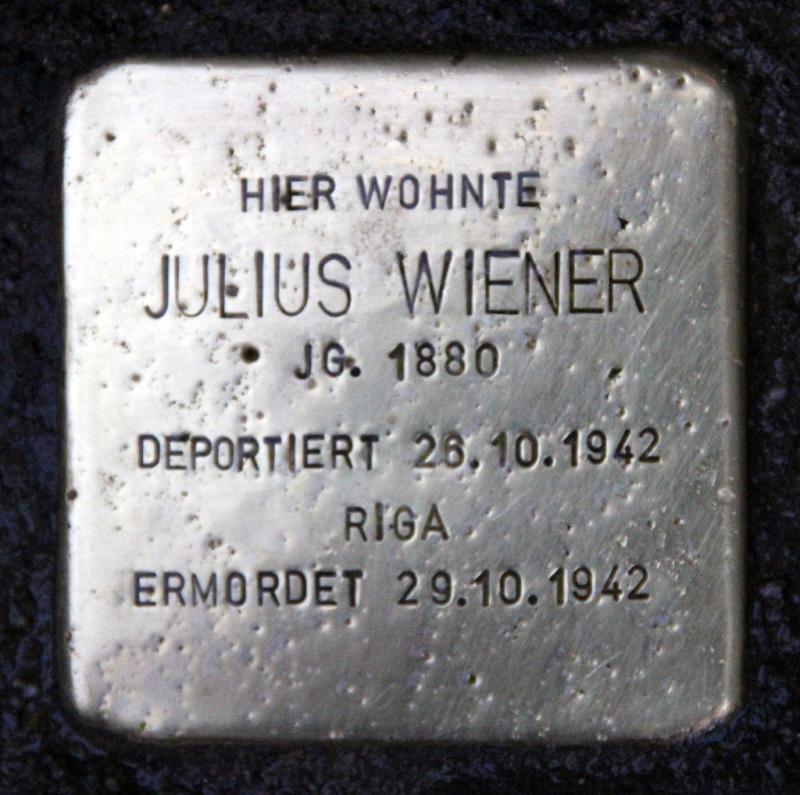 HIER WOHNTE
JULIUS WIENER
JG. 1880
DEPORTIERT 26.10.1942
RIGA
ERMORDET 29.10.1942